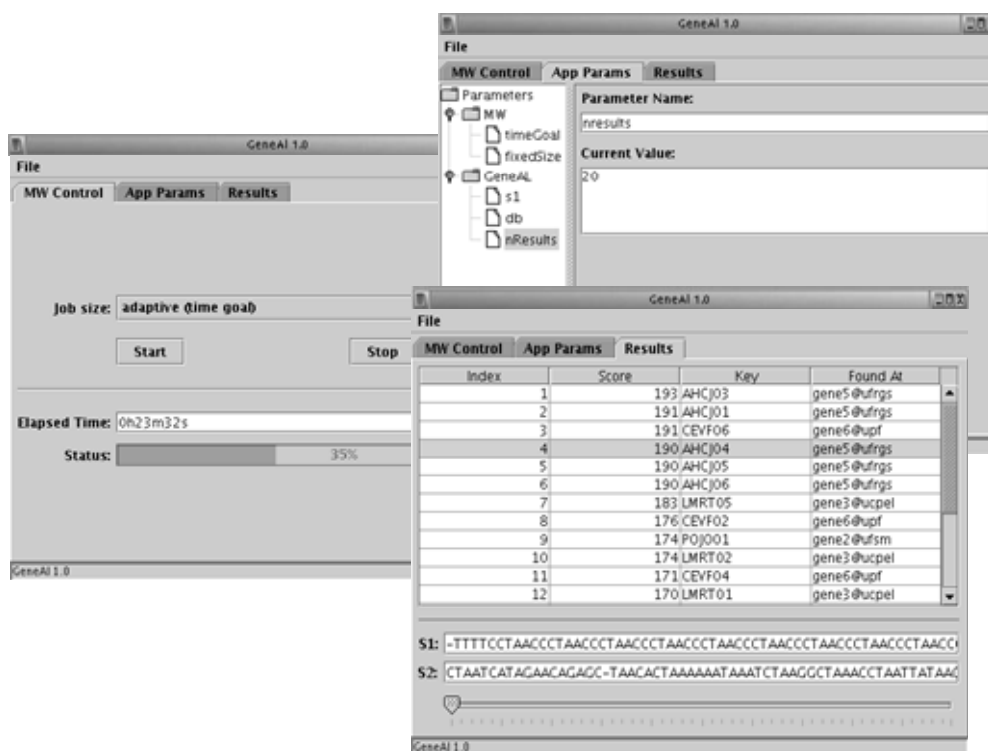 GeneAl 1.0
File
MW Control App Params Results
Parameters
MW
timeGoal
fixedSize
GeneAL
s1
db
nResults
Parameter Name:
nresults
Current Value:
20
GeneAl 1.0
File
MW Control App Params Results
Job size: adaptive (time goal)
Start Stop
Elapsed Time: 0h23m32s
Status: 35%
GeneAl 1.0
GeneAl 1.0
File
MW Control App Params Results
Index Score Key Found At
1 193 AHCJ03 gene5@ufrgs
2 191 AHCJ01 gene5@ufrgs
3 191 CEVF06 gene6@upf
4 190 AHCJ04 gene5@ufrgs
5 190 AHCJ05 gene5@ufrgs
6 190 AHCJ06 gene5@ufrgs
7 183 LMRT05 gene3@ucpel
8 176 CEVF02 gene6@upf
9 174 POJO01 gene2@ufsm
10 174 LMRT02 gene3@ucpel
11 171 CEVF04 gene6@upf
12 170 LMRT01 gene3@ucpel
S1: -TTTTCCTAACCCTAACCCTAACCCTAACCCTAACCCTAACCCTAACCCTAACCCTAACC
S2: CTAATCATAGAACAGAGC-TAACACTAAAAAATAAATCTAAGGCTAAACCTAATTATAAG
GeneAl 1.0